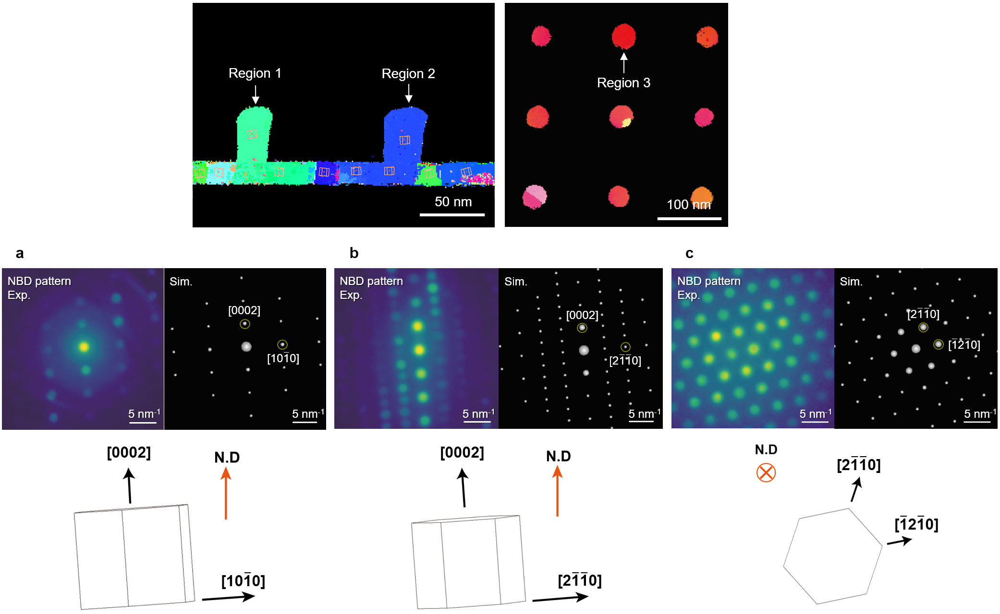 Region 1
Region 2
50 nm
Region 3
100 nm
a
b
c
NBD pattern
Exp.
Sim.
[0002]
[101̅0]
5 nm⁻¹
5 nm⁻¹
NBD pattern
Exp.
Sim.
[0002]
[21̅1̅0]
5 nm⁻¹
5 nm⁻¹
NBD pattern
Exp.
Sim.
[21̅1̅0]
[1̅21̅0]
5 nm⁻¹
5 nm⁻¹
[0002]
N.D
[101̅0]
[0002]
N.D
[21̅1̅0]
N.D
[21̅1̅0]
[1̅21̅0]